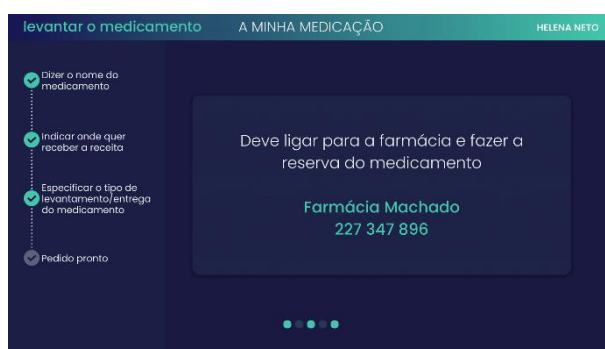 levantar o medicamento
A MINHA MEDICAÇÃO
HELENA NETO
Dizer o nome do
medicamento
Indicar onde quer
receber a receita
Especificar o tipo de
levantamento/entrega
do medicamento
Pedido pronto
Deve ligar para a farmácia e fazer a
reserva do medicamento
Farmácia Machado
227 347 896